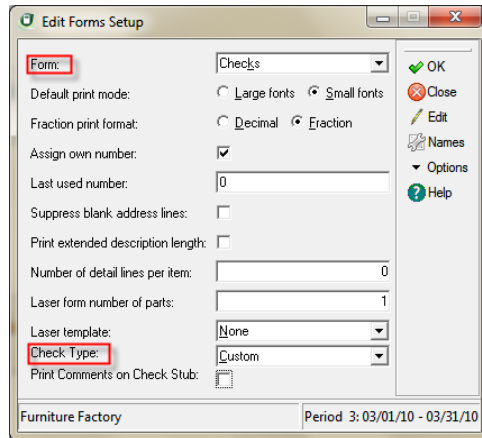 Edit Forms Setup
Form: Checks
Default print mode: Large fonts Small fonts
Fraction print format: Decimal Fraction
Assign own number:
Last used number: 0
Suppress blank address lines:
Print extended description length:
Number of detail lines per item: 0
Laser form number of parts: 1
Laser template: None
Check Type: Custom
Print Comments on Check Stub:
OK
Close
Edit
Names
Options
Help
Furniture Factory Period 3: 03/01/10 - 03/31/10